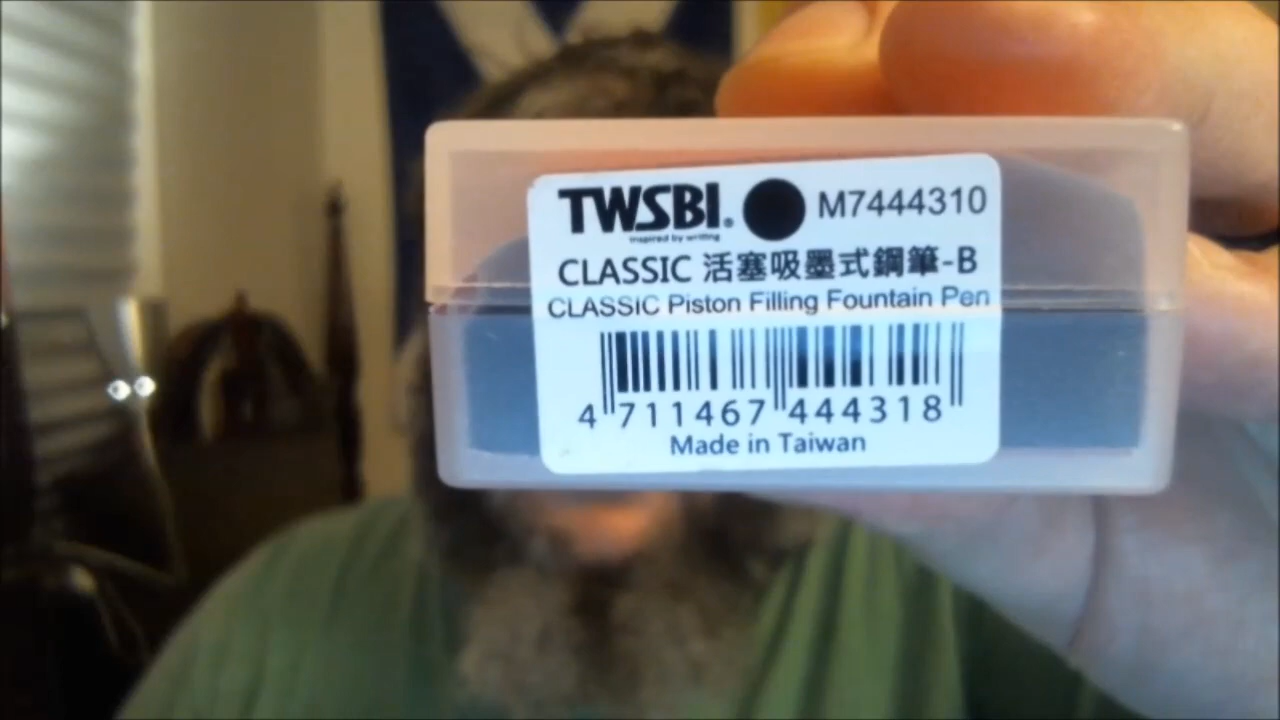 TWSBI® M7444310
inspired by writing
CLASSIC 活塞吸墨式鋼筆-B
CLASSIC Piston Filling Fountain Pen
4 711467 444318
Made in Taiwan